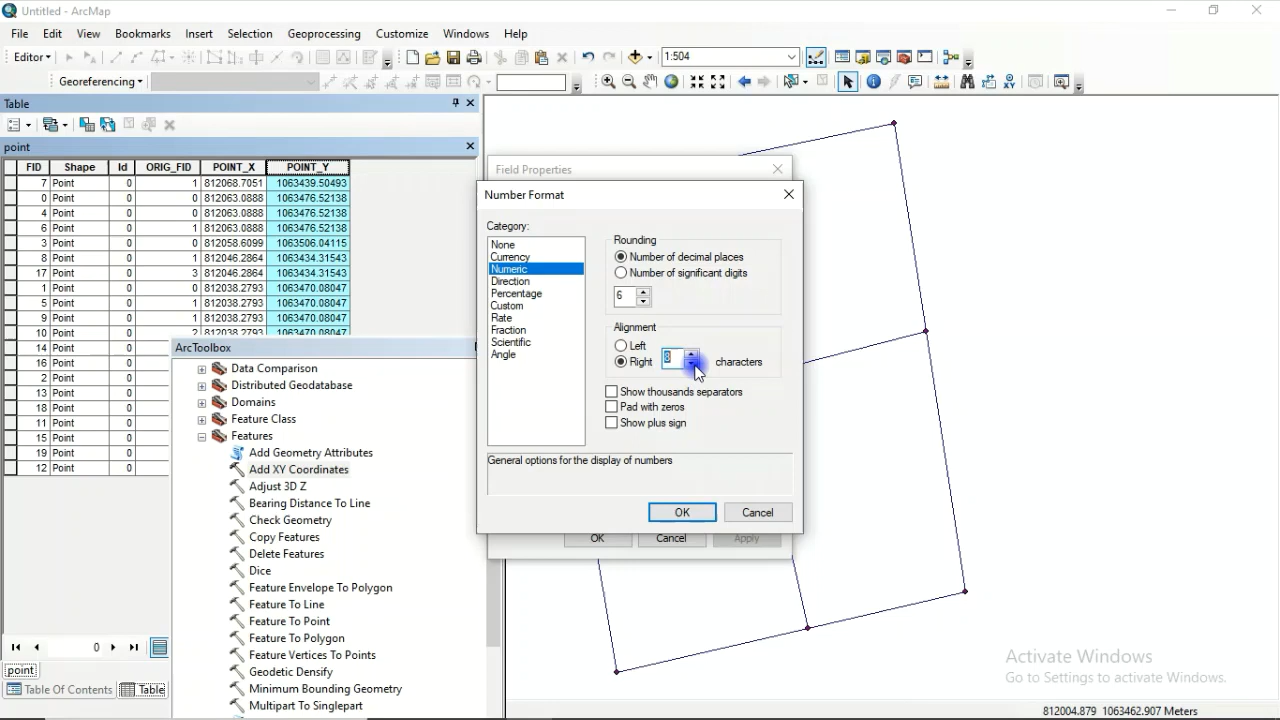 Untitled - ArcMap
File Edit View Bookmarks Insert Selection Geoprocessing Customize Windows Help
Editor 1:504
Georeferencing
Table
point
FID Shape Id ORIG_FID POINT_X POINT_Y
7 Point 0 1 812068.7051 1063439.50493
0 Point 0 0 812063.0888 1063476.52138
4 Point 0 0 812063.0888 1063476.52138
6 Point 0 1 812063.0888 1063476.52138
3 Point 0 0 812058.6099 1063506.04115
8 Point 0 1 812046.2864 1063434.31543
17 Point 0 3 812046.2864 1063434.31543
1 Point 0 0 812038.2793 1063470.08047
5 Point 0 1 812038.2793 1063470.08047
9 Point 0 1 812038.2793 1063470.08047
10 Point 0 2 812038.2793 1063470.08047
14 Point 0
16 Point 0
2 Point 0
13 Point 0
18 Point 0
11 Point 0
15 Point 0
19 Point 0
12 Point 0
0
point
Table Of Contents Table
ArcToolbox
Data Comparison
Distributed Geodatabase
Domains
Feature Class
Features
Add Geometry Attributes
Add XY Coordinates
Adjust 3D Z
Bearing Distance To Line
Check Geometry
Copy Features
Delete Features
Dice
Feature Envelope To Polygon
Feature To Line
Feature To Point
Feature To Polygon
Feature Vertices To Points
Geodetic Densify
Minimum Bounding Geometry
Multipart To Singlepart
Field Properties
Number Format
Category:
None
Currency
Numeric
Direction
Percentage
Custom
Rate
Fraction
Scientific
Angle
Rounding
Number of decimal places
Number of significant digits
6
Alignment
Left
Right 8 characters
Show thousands separators
Pad with zeros
Show plus sign
General options for the display of numbers
OK Cancel
OK Cancel Apply
Activate Windows
Go to Settings to activate Windows.
812004.879 1063462.907 Meters